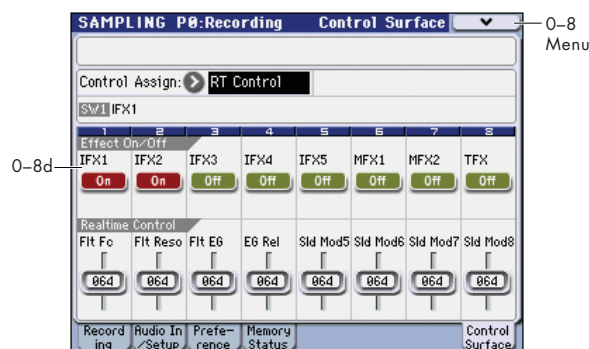 SAMPLING P0:Recording Control Surface
0–8
Menu
Control Assign: RT Control
SW1 IFX1
1 2 3 4 5 6 7 8
Effect On/Off
0–8d
IFX1 IFX2 IFX3 IFX4 IFX5 MFX1 MFX2 TFX
On On Off Off Off Off Off Off
Realtime Control
Flt Fc Flt Reso Flt EG EG Rel Sld Mod5 Sld Mod6 Sld Mod7 Sld Mod8
064 064 064 064 064 064 064 064
Record Audio In Prefe- Memory Control
ing /Setup rence Status Surface